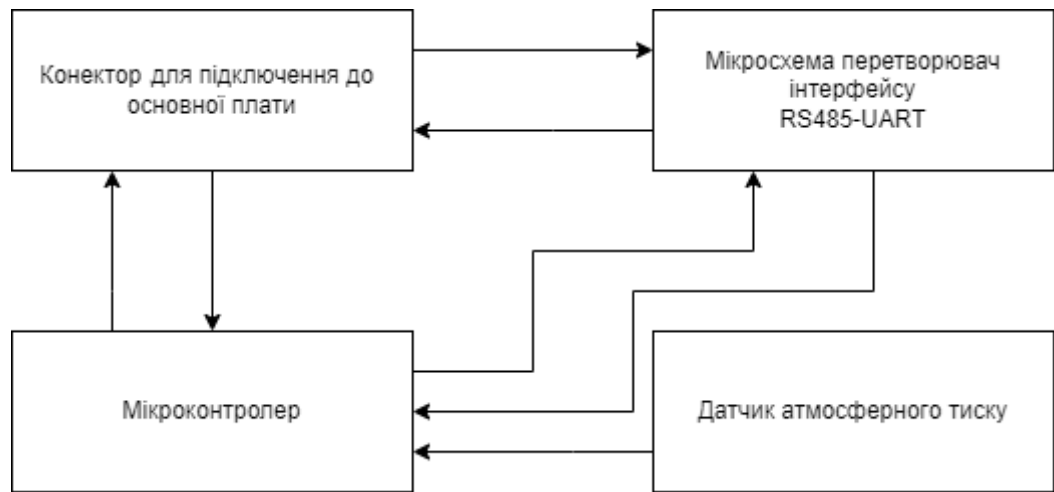 Конектор для підключення до
основної плати
Мікросхема перетворювач
інтерфейсу
RS485-UART
Мікроконтролер
Датчик атмосферного тиску